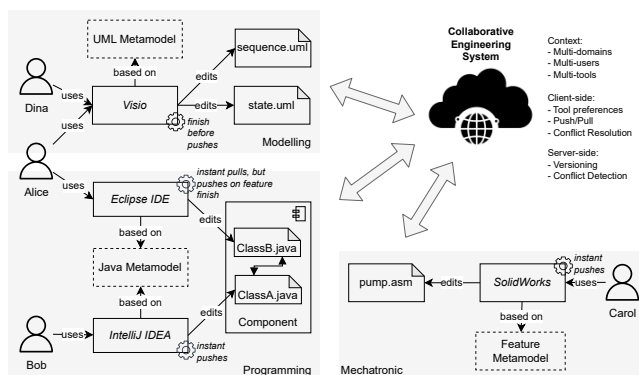 UML Metamodel
based on
Dina
uses
Visio
edits
sequence.uml
edits
state.uml
finish
before
pushes
Modelling
uses
Alice
uses
instant pulls, but
pushes on feature
finish
Eclipse IDE
edits
based on
Java Metamodel
based on
ClassB.java
ClassA.java
Component
edits
Bob
uses
IntelliJ IDEA
instant
pushes
Programming
Collaborative
Engineering
System
Context:
- Multi-domains
- Multi-users
- Multi-tools
Client-side:
- Tool preferences
- Push/Pull
- Conflict Resolution
Server-side:
- Versioning
- Conflict Detection
instant
pushes
pump.asm
edits
SolidWorks
uses
Carol
based on
Feature
Metamodel
Mechatronic